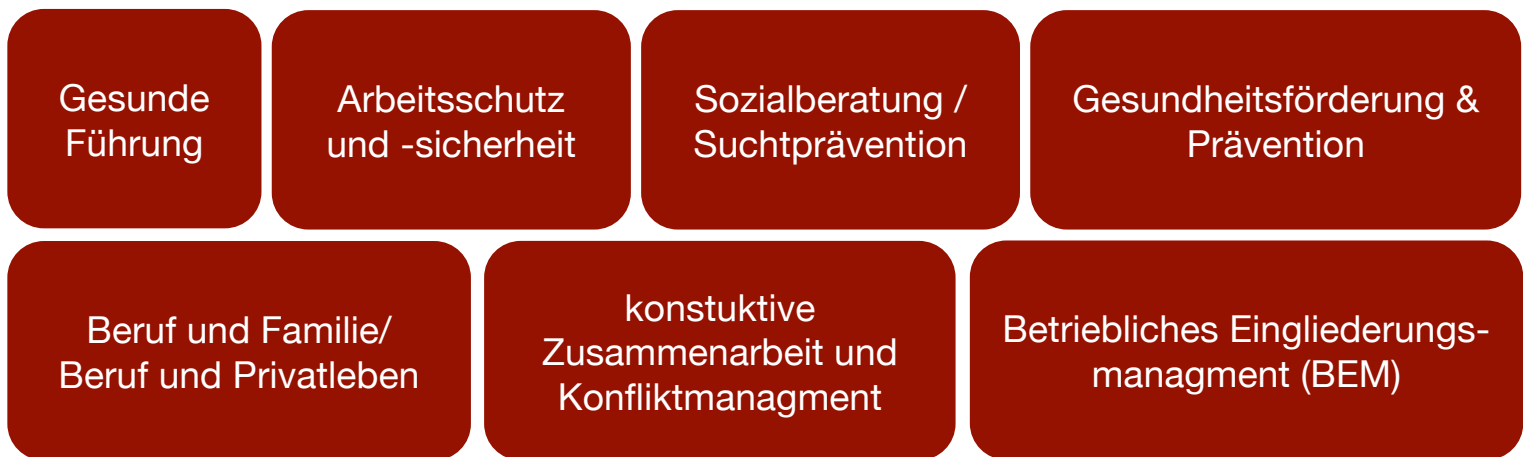 Gesunde
Führung
Arbeitsschutz
und -sicherheit
Sozialberatung /
Suchtprävention
Gesundheitsförderung &
Prävention
Beruf und Familie/
Beruf und Privatleben
konstuktive
Zusammenarbeit und
Konfliktmanagment
Betriebliches Eingliederungs-
managment (BEM)